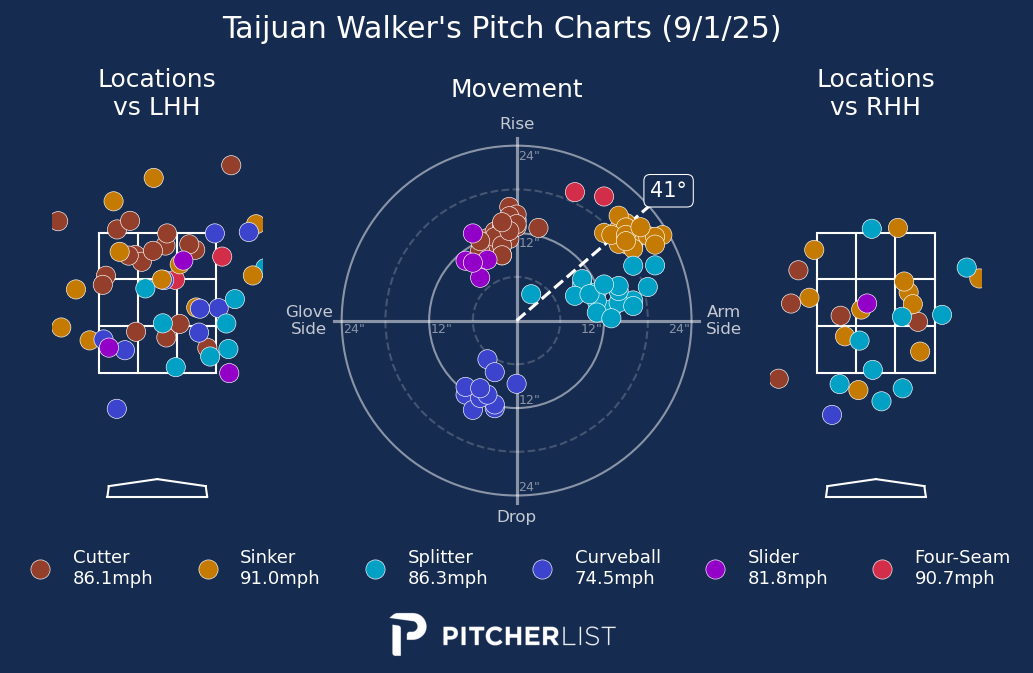 Taijuan Walker's Pitch Charts (9/1/25)
Locations
vs LHH
Movement
Locations
vs RHH
Rise
24"
41°
12"
Glove
Side
24"
12"
12"
24"
Arm
Side
12"
24"
Drop
Cutter
86.1mph
Sinker
91.0mph
Splitter
86.3mph
Curveball
74.5mph
Slider
81.8mph
Four-Seam
90.7mph
PITCHERLIST